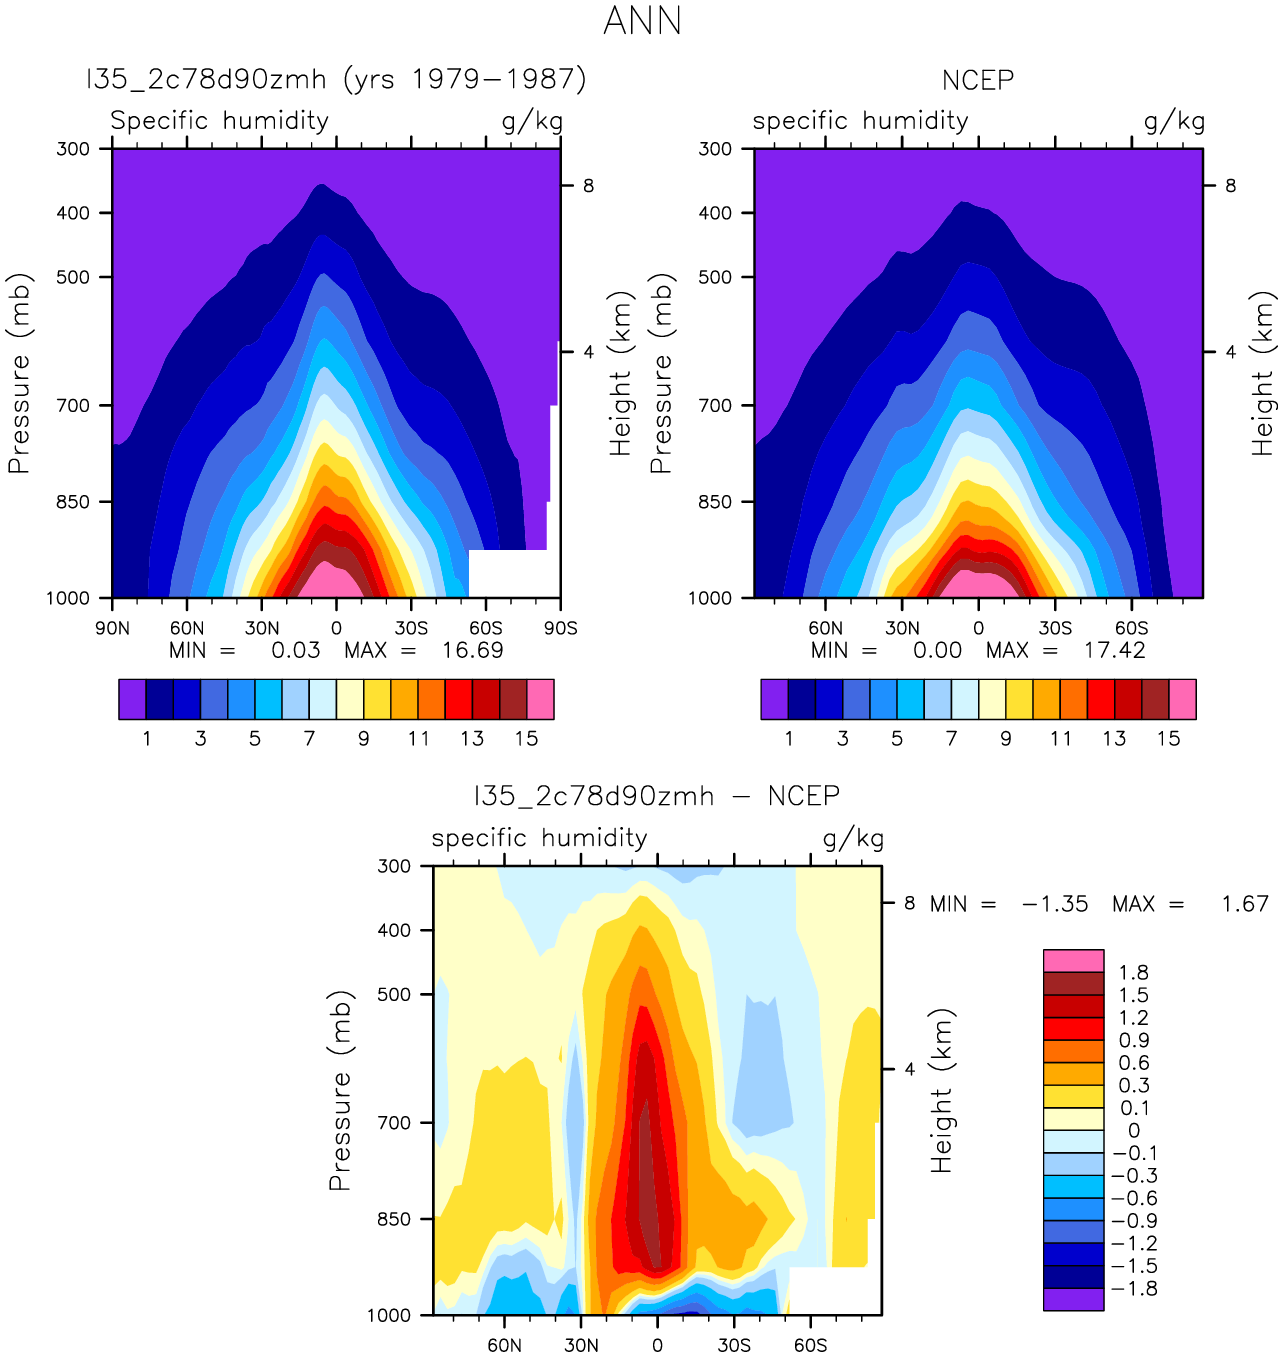 ANN
I35_2c78d90zmh (yrs 1979-1987)
Specific humidity g/kg
300
400
500
700
850
1000
Pressure (mb)
8
4
Height (km)
90N 60N 30N 0 30S 60S 90S
MIN = 0.03 MAX = 16.69
1 3 5 7 9 11 13 15
NCEP
specific humidity g/kg
300
400
500
700
850
1000
Pressure (mb)
8
4
Height (km)
60N 30N 0 30S 60S
MIN = 0.00 MAX = 17.42
1 3 5 7 9 11 13 15
I35_2c78d90zmh - NCEP
specific humidity g/kg
300
400
500
700
850
1000
Pressure (mb)
8
4
Height (km)
60N 30N 0 30S 60S
MIN = -1.35 MAX = 1.67
1.8
1.5
1.2
0.9
0.6
0.3
0.1
0
-0.1
-0.3
-0.6
-0.9
-1.2
-1.5
-1.8